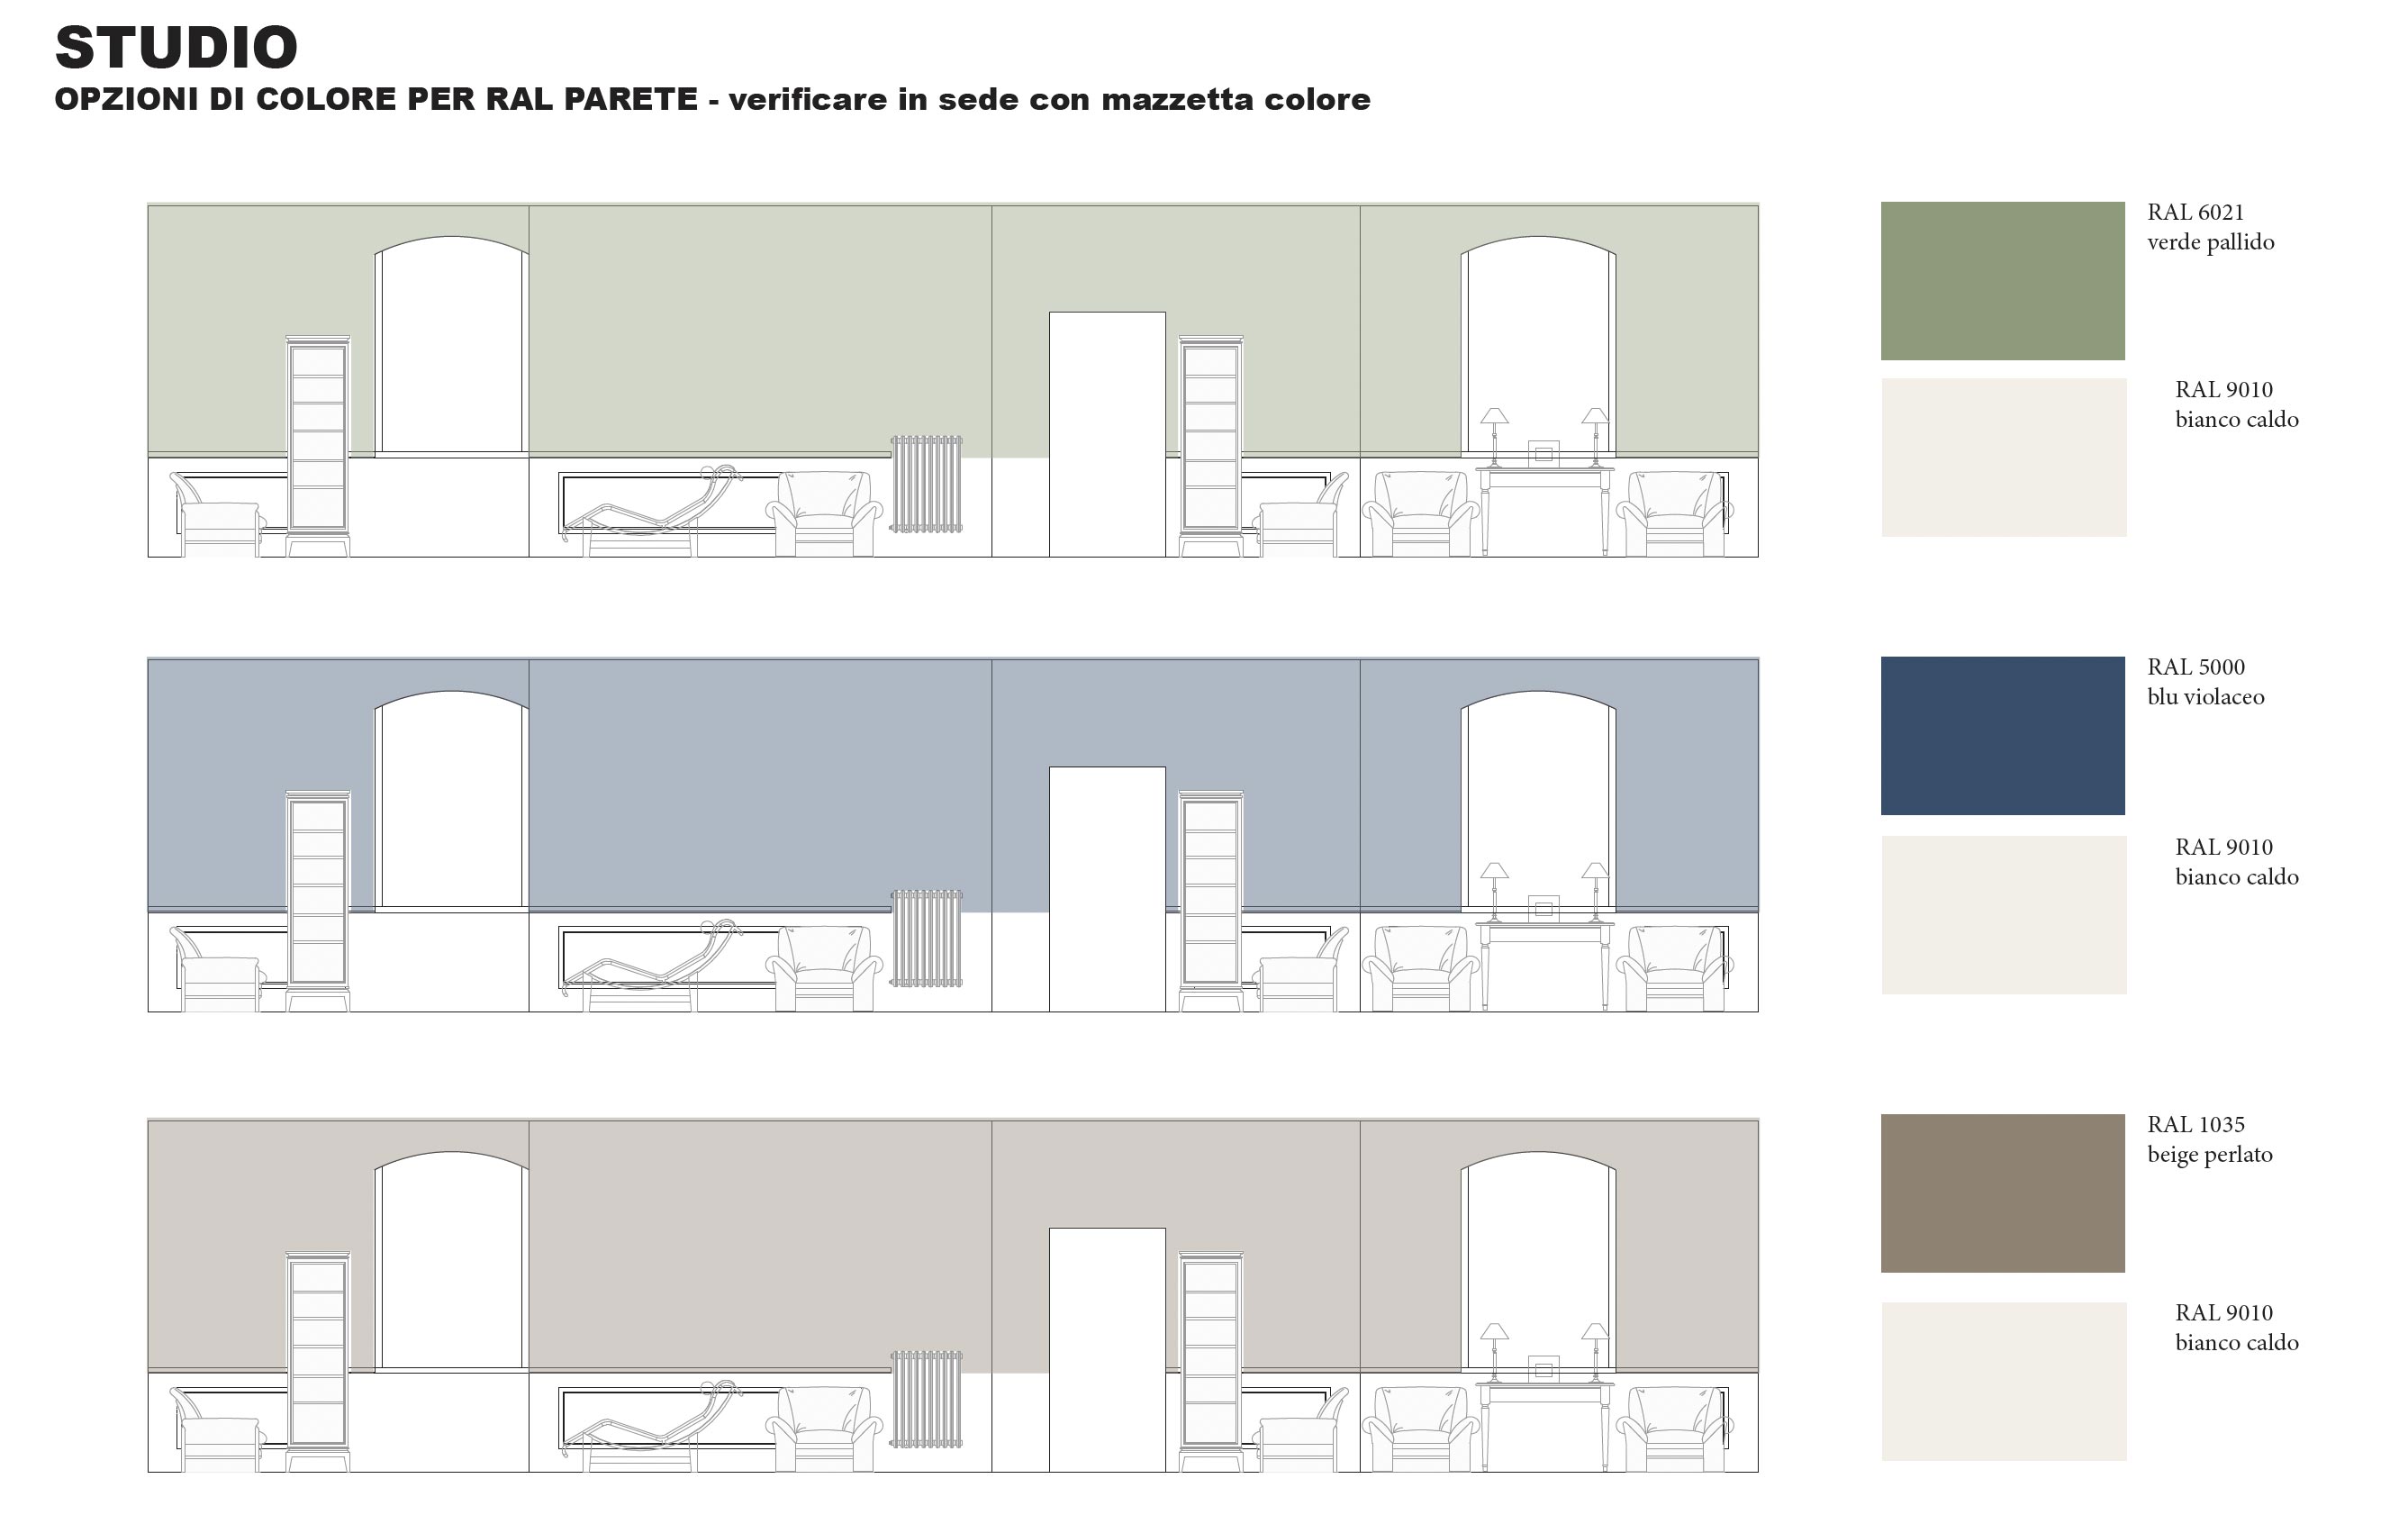 STUDIO
OPZIONI DI COLORE PER RAL PARETE - verificare in sede con mazzetta colore
RAL 6021
verde pallido
RAL 9010
bianco caldo
RAL 5000
blu violaceo
RAL 9010
bianco caldo
RAL 1035
beige perlato
RAL 9010
bianco caldo